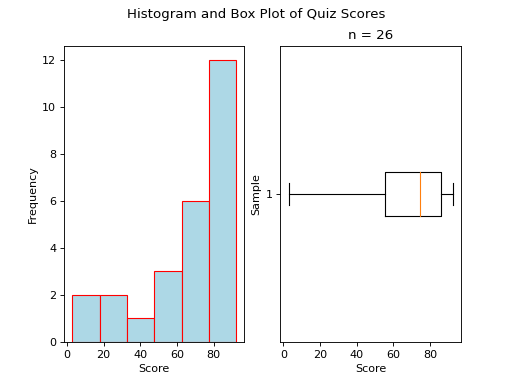 Histogram and Box Plot of Quiz Scores
n = 26
12
10
8
6
4
2
0
Frequency
0 20 40 60 80
Score
Sample
1
0 20 40 60 80
Score